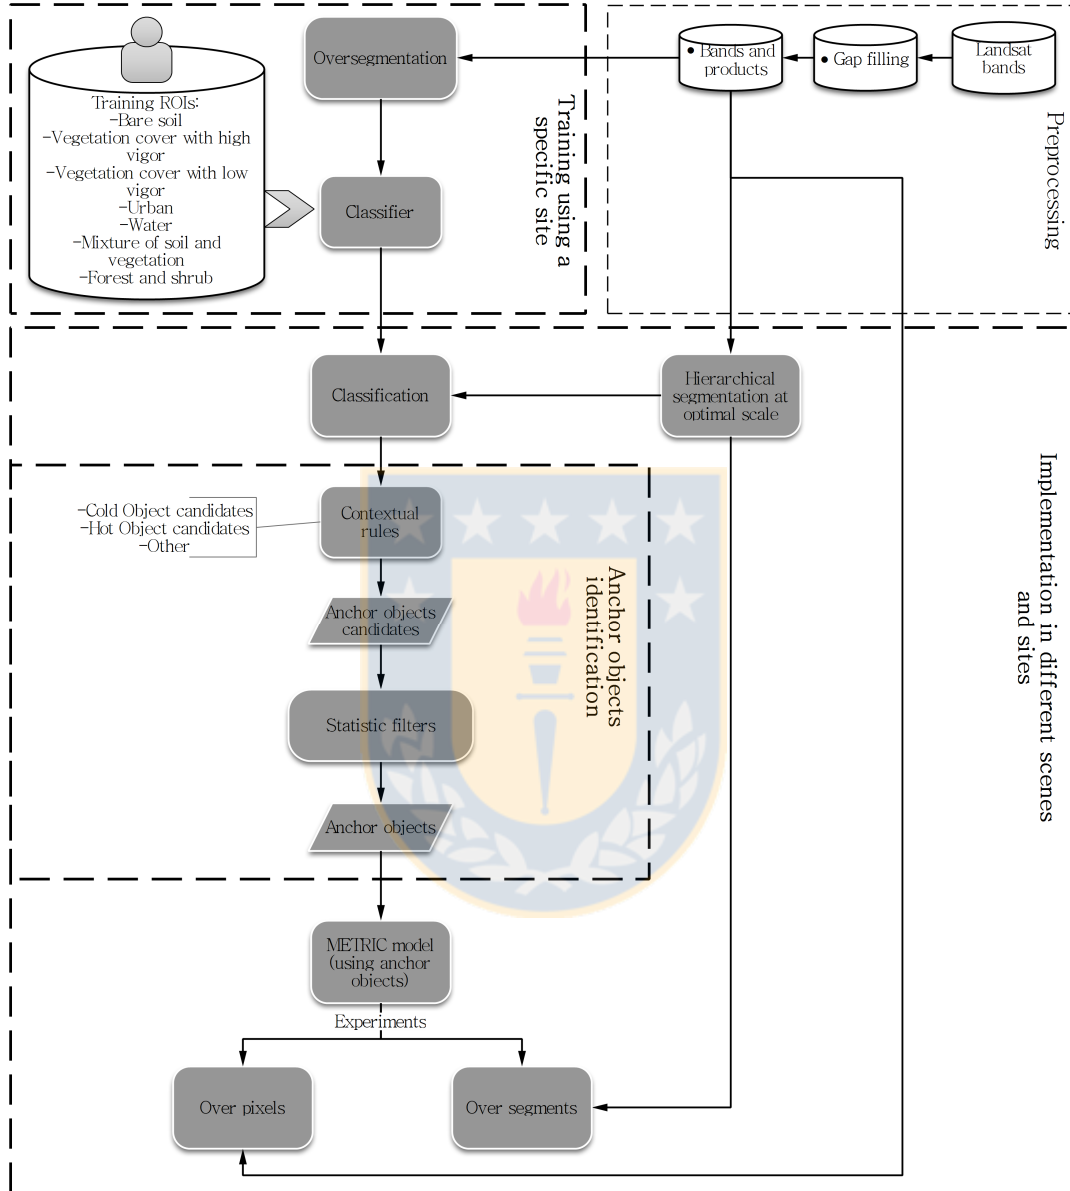 Oversegmentation
Bands and
products
Gap filling
Landsat
bands
Training ROIs:
-Bare soil
-Vegetation cover with high
vigor
-Vegetation cover with low
vigor
-Urban
-Water
-Mixture of soil and
vegetation
-Forest and shrub
Classifier
Training using a
specific site
Preprocessing
Classification
Hierarchical
segmentation at
optimal scale
-Cold Object candidates
-Hot Object candidates
-Other
Contextual
rules
Anchor objects
candidates
Statistic filters
Anchor objects
Anchor objects
identification
Implementation in different scenes
and sites
METRIC model
(using anchor
objects)
Experiments
Over pixels
Over segments